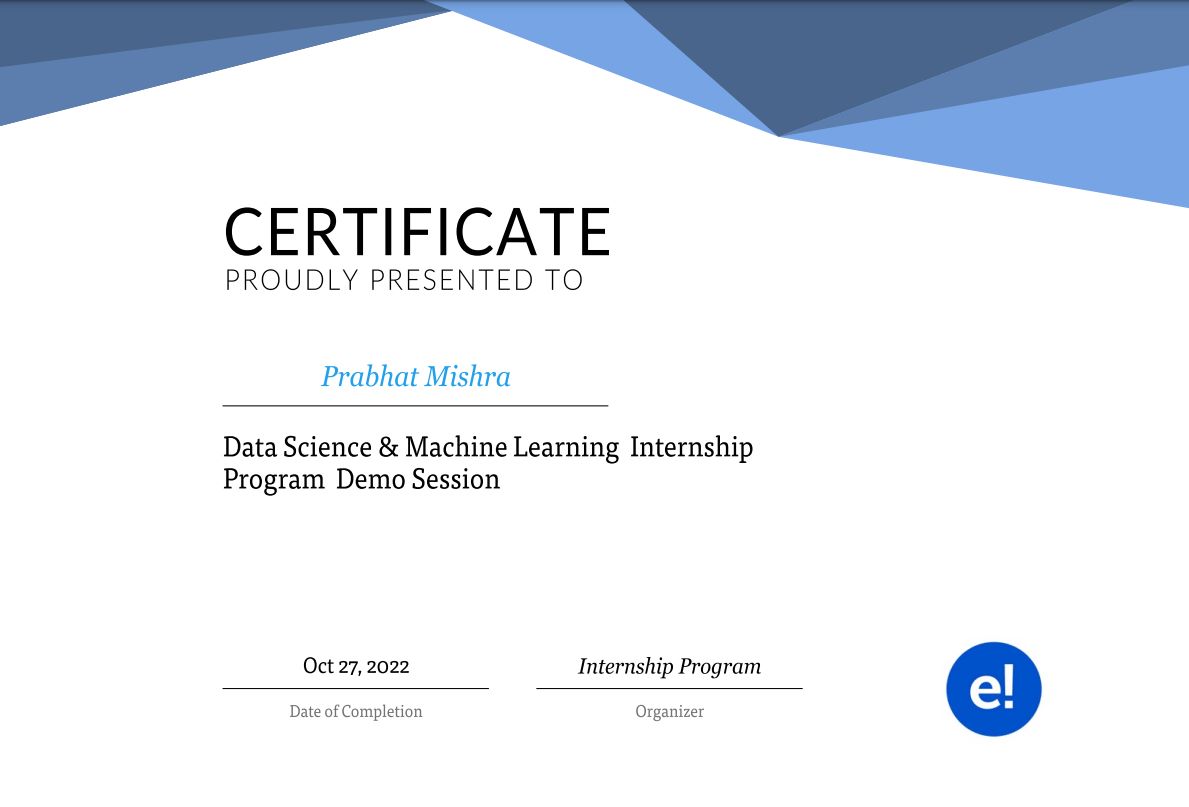 CERTIFICATE
PROUDLY PRESENTED TO
Prabhat Mishra
Data Science & Machine Learning Internship
Program Demo Session
Oct 27, 2022
Internship Program
Date of Completion
Organizer
e!